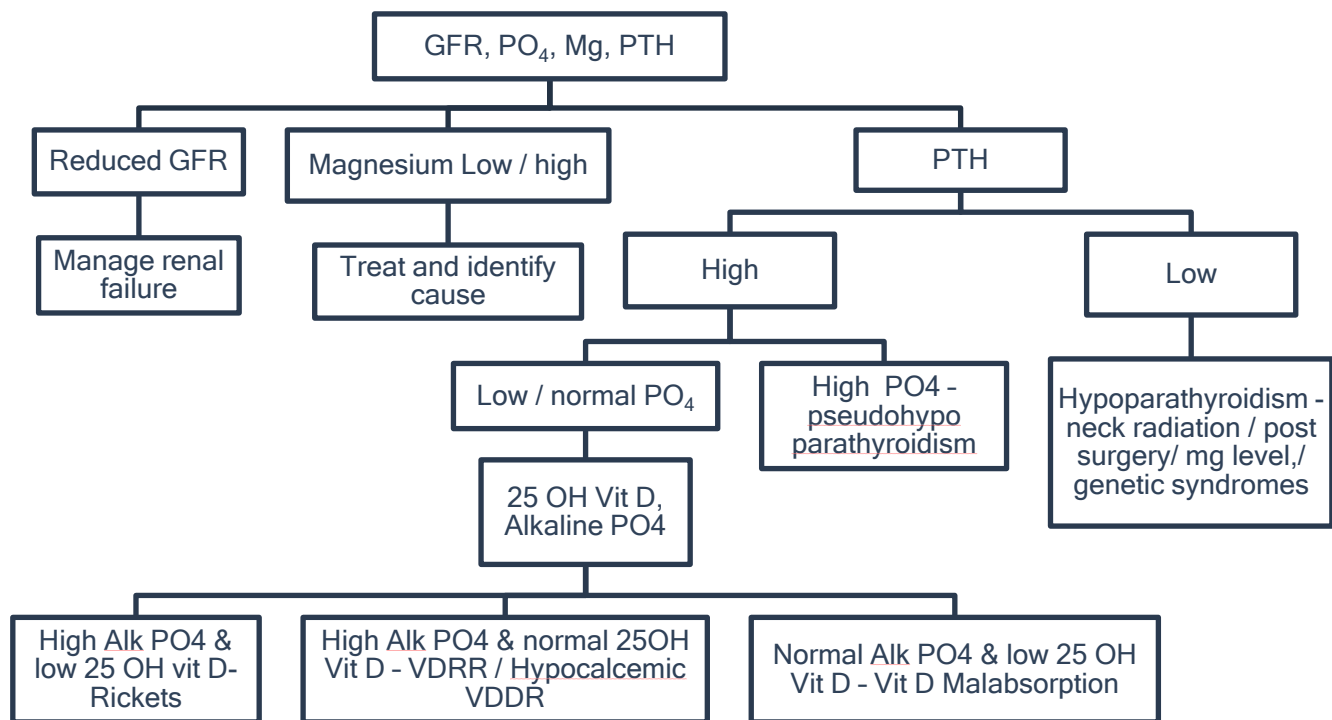 GFR, PO₄, Mg, PTH
Reduced GFR
Magnesium Low / high
PTH
Manage renal
failure
Treat and identify
cause
High
Low
Low / normal PO₄
High PO4 –
pseudohypo
parathyroidism
Hypoparathyroidism -
neck radiation / post
surgery/ mg level,/
genetic syndromes
25 OH Vit D,
Alkaline PO4
High Alk PO4 &
low 25 OH vit D-
Rickets
High Alk PO4 & normal 25OH
Vit D – VDRR / Hypocalcemic
VDDR
Normal Alk PO4 & low 25 OH
Vit D – Vit D Malabsorption